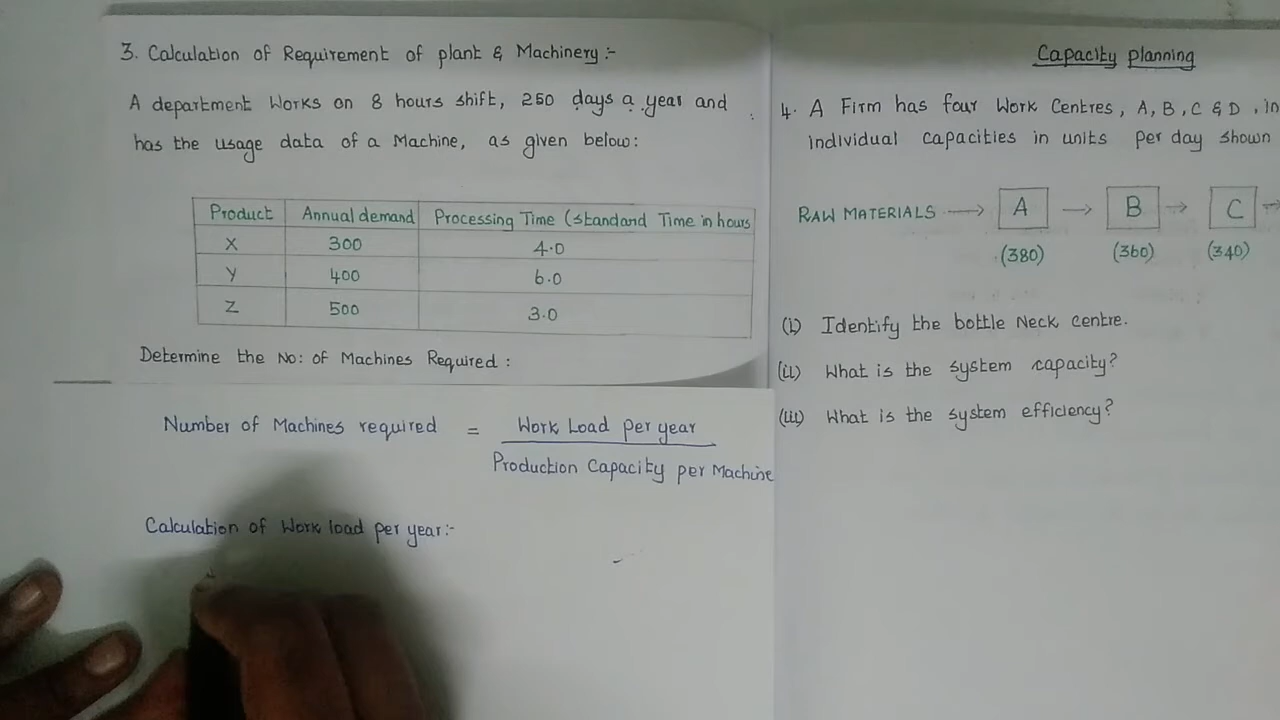 3. Calculation of Requirement of plant & Machinery :-
A department works on 8 hours shift, 250 days a year and
has the usage data of a Machine, as given below:
Product Annual demand Processing Time (standard Time in hours
X 300 4.0
Y 400 6.0
Z 500 3.0
Determine the No: of Machines Required :
Number of Machines required = Work Load per year
Production Capacity per Machine
Calculation of Work load per year:-
Capacity planning
4. A Firm has four Work Centres, A, B, C & D, in
individual capacities in units per day shown
RAW MATERIALS → A → B → C →
(380) (360) (340)
(i) Identify the bottle Neck centre.
(ii) What is the system capacity?
(iii) What is the system efficiency?